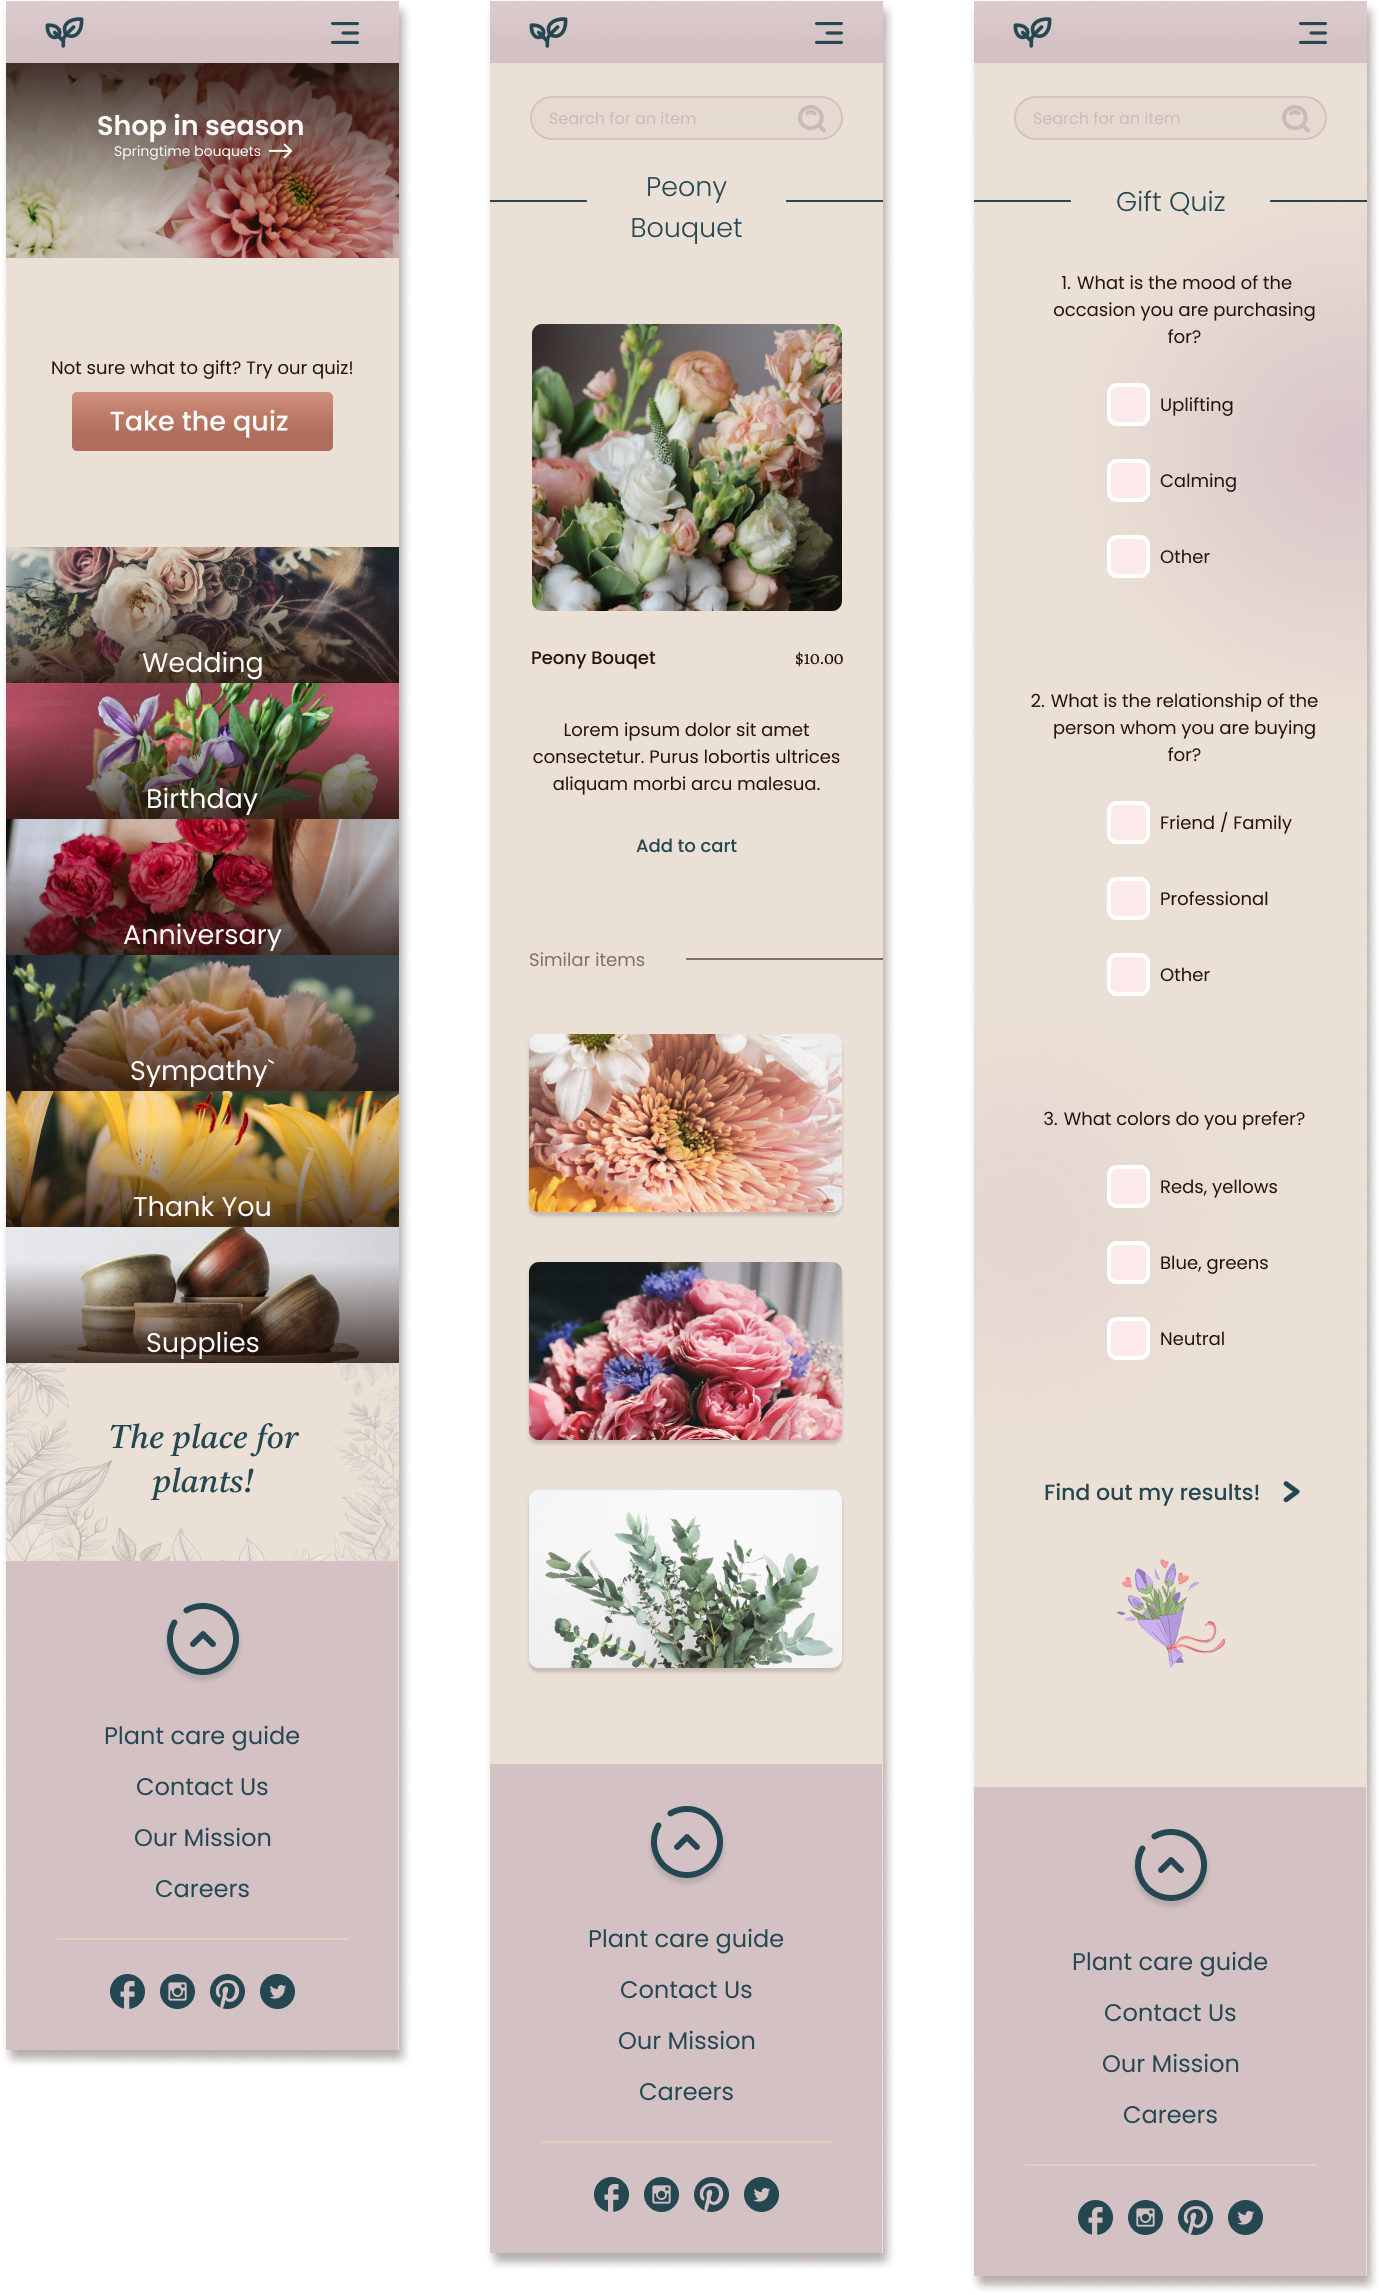 Shop in season
Springtime bouquets
Not sure what to gift? Try our quiz!
Take the quiz
Wedding
Birthday
Anniversary
Sympathy`
Thank You
Supplies
The place for
plants!
Plant care guide
Contact Us
Our Mission
Careers
Search for an item
Peony
Bouquet
Peony Bouqet
$10.00
Lorem ipsum dolor sit amet
consectetur. Purus lobortis ultrices
aliquam morbi arcu malesua.
Add to cart
Similar items
Plant care guide
Contact Us
Our Mission
Careers
Search for an item
Gift Quiz
1. What is the mood of the
occasion you are purchasing
for?
Uplifting
Calming
Other
2. What is the relationship of the
person whom you are buying
for?
Friend / Family
Professional
Other
3. What colors do you prefer?
Reds, yellows
Blue, greens
Neutral
Find out my results!
Plant care guide
Contact Us
Our Mission
Careers